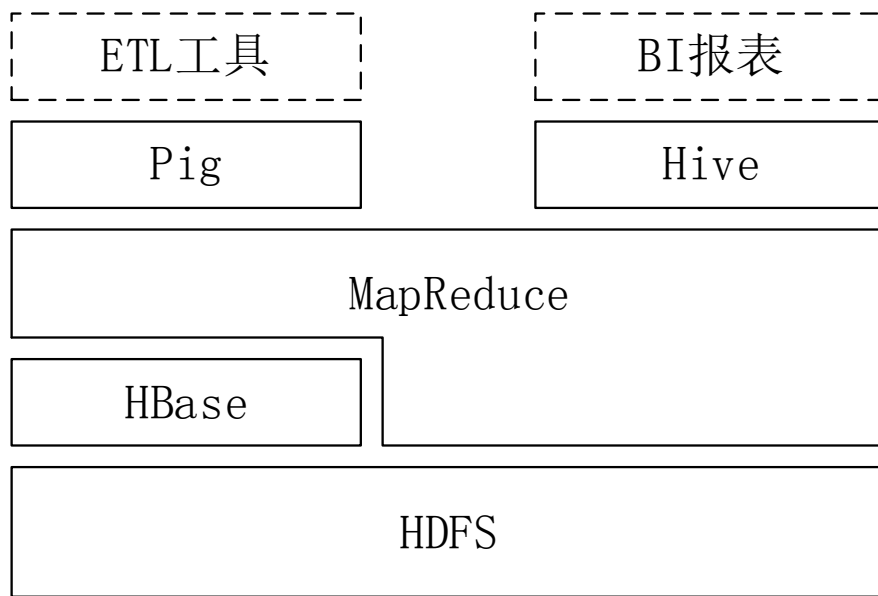 ETL工具
BI报表
Pig
Hive
MapReduce
HBase
HDFS